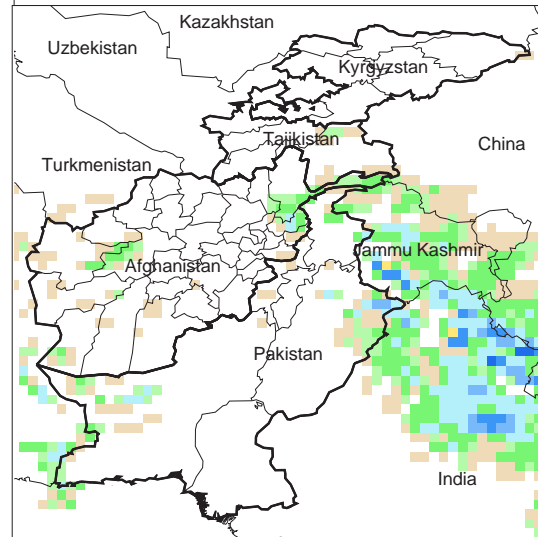 Kazakhstan
Uzbekistan
Kyrgyzstan
Tajikistan
China
Turkmenistan
Jammu Kashmir
Afghanistan
Pakistan
India